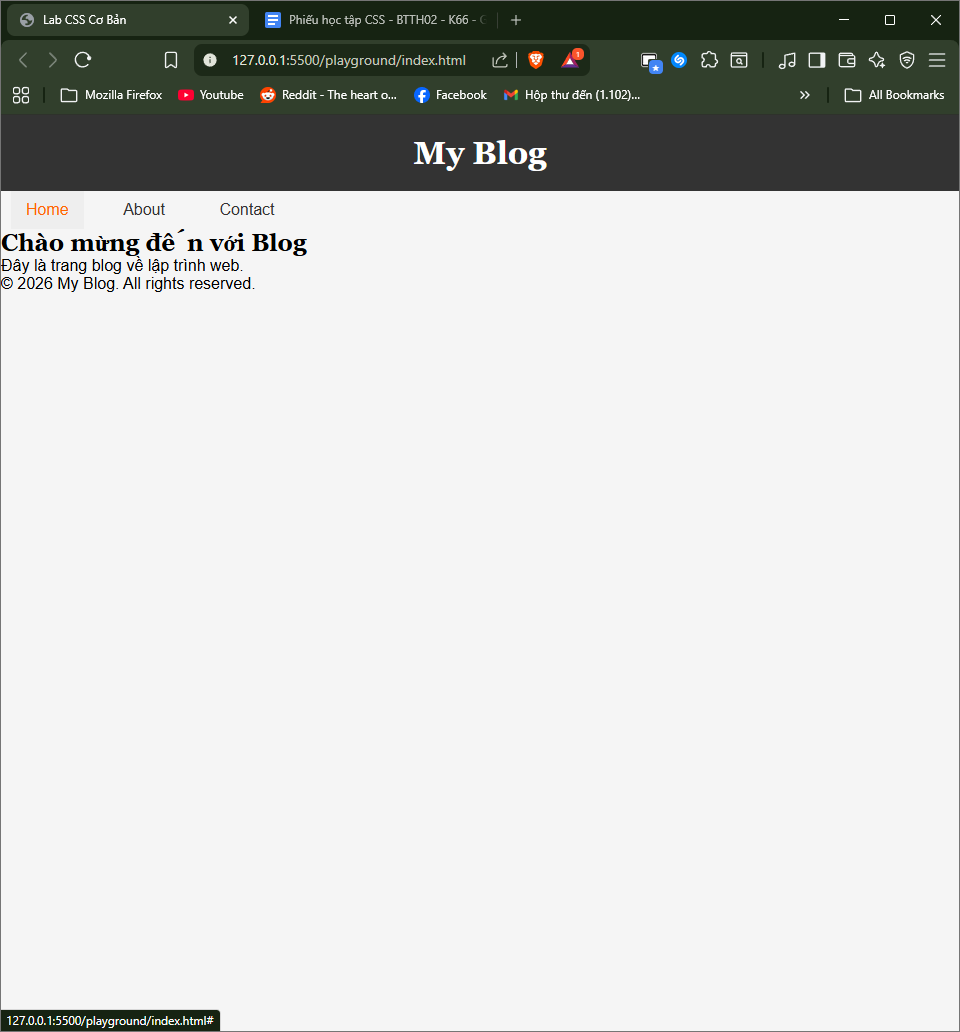 Lab CSS Cơ Bản
Phiếu học tập CSS - BTTH02 - K66 -
127.0.0.1:5500/playground/index.html
1
Mozilla Firefox
Youtube
Reddit - The heart o...
Facebook
Hộp thư đến (1.102)...
All Bookmarks
My Blog
Home About Contact
Chào mừng đến với Blog
Đây là trang blog về lập trình web.
© 2026 My Blog. All rights reserved.
127.0.0.1:5500/playground/index.html#